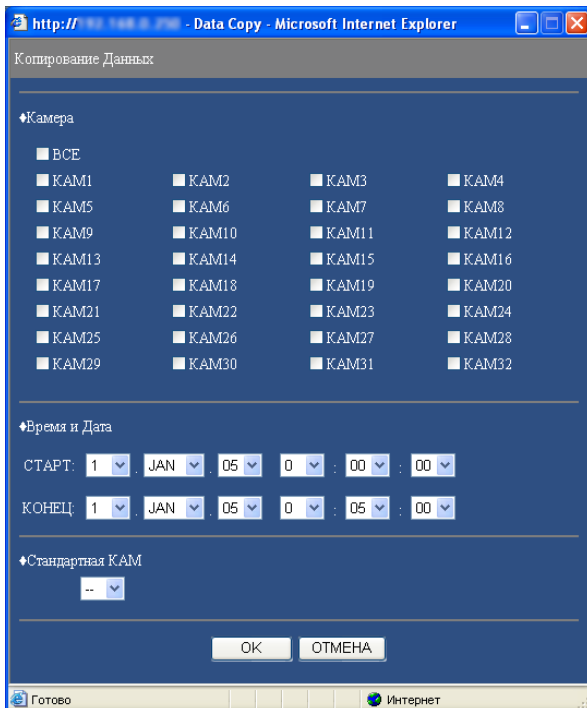 http:// - Data Copy - Microsoft Internet Explorer
Копирование Данных
♦Камера
ВСЕ
КАМ1 КАМ2 КАМ3 КАМ4
КАМ5 КАМ6 КАМ7 КАМ8
КАМ9 КАМ10 КАМ11 КАМ12
КАМ13 КАМ14 КАМ15 КАМ16
КАМ17 КАМ18 КАМ19 КАМ20
КАМ21 КАМ22 КАМ23 КАМ24
КАМ25 КАМ26 КАМ27 КАМ28
КАМ29 КАМ30 КАМ31 КАМ32
♦Время и Дата
СТАРТ: 1 . JAN . 05 0 : 00 : 00
КОНЕЦ: 1 . JAN . 05 0 : 05 : 00
♦Стандартная КАМ
--
OK ОТМЕНА
Готово Интернет